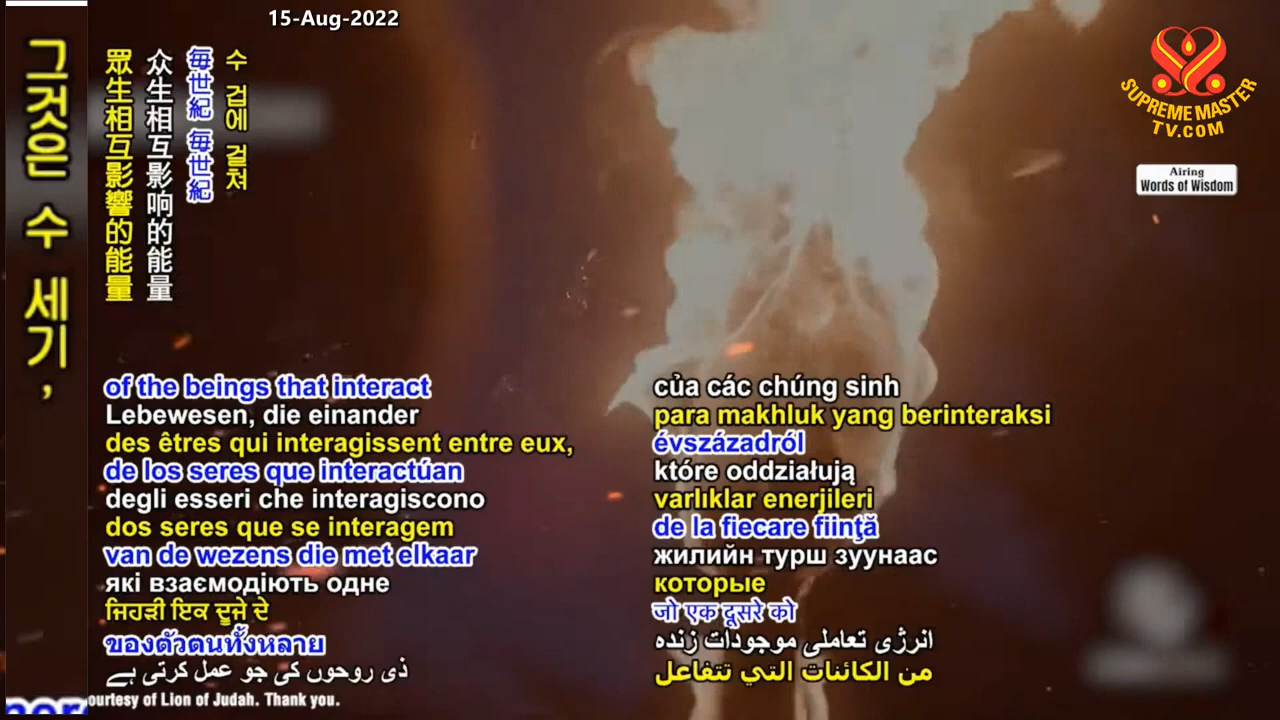 15-Aug-2022
SUPREME MASTER
TV.COM
Airing
Words of Wisdom
그것은 수 세기,
眾生相互影響的能量
众生相互影响的能量
每世紀 每世紀
수 겁에 걸쳐
of the beings that interact
Lebewesen, die einander
des êtres qui interagissent entre eux,
de los seres que interactúan
degli esseri che interagiscono
dos seres que se interagem
van de wezens die met elkaar
які взаємодіють одне
ਜਿਹੜੀ ਇਕ ਦੂਜੇ ਦੇ
ของตัวตนทั้งหลาย
ذی روحوں کی جو عمل کرتی ہے
của các chúng sinh
para makhluk yang berinteraksi
évszázadról
które oddziałują
varlıklar enerjileri
de la fiecare fiinţă
жилийн турш зуунаас
которые
जो एक दूसरे को
انرژی تعاملی موجودات زنده
من الكائنات التي تتفاعل
ourtesy of Lion of Judah. Thank you.